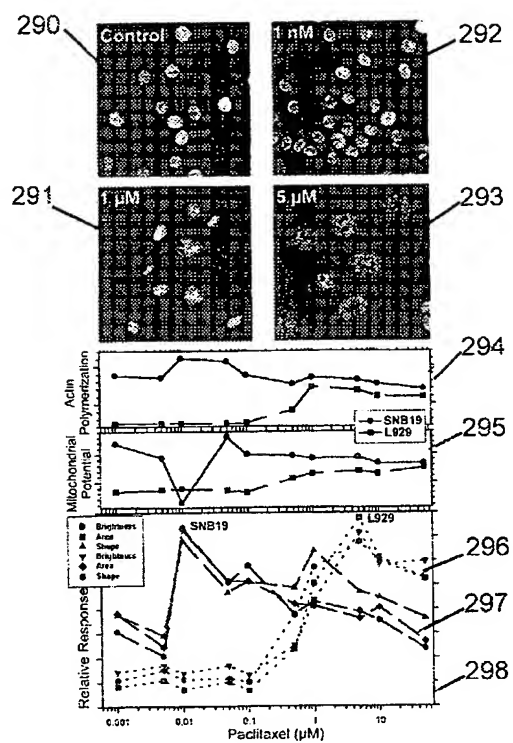 290
Control
1 nM
292
291
1 µM
5 µM
293
Actin
Polymerization
294
SNB19
L929
Mitochondrial
Potential
295
Brightness
Area
Shape
Brightness
Area
Shape
SNB19
L929
296
297
298
Relative Response
0.001
0.01
0.1
1
10
Paclitaxel (µM)